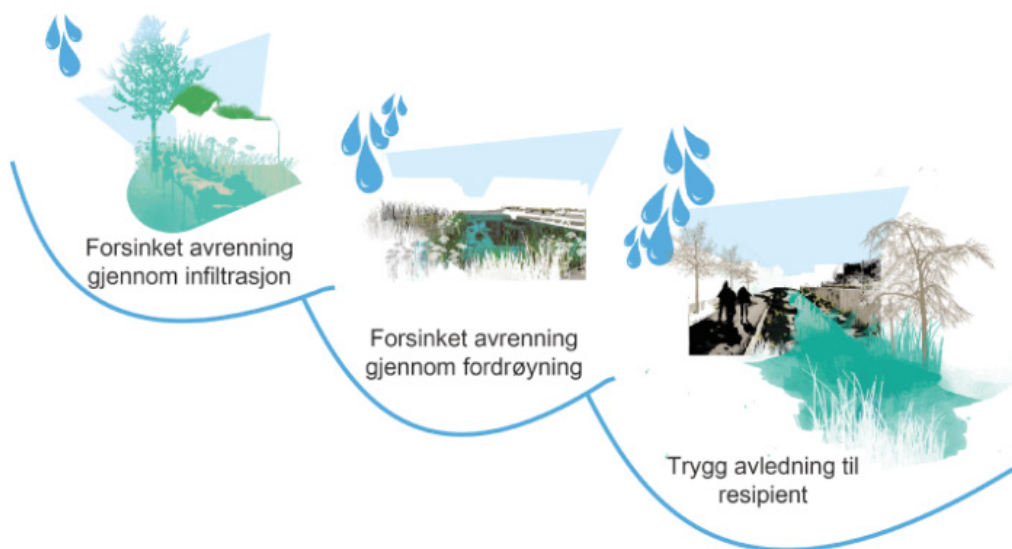 Forsinket avrenning
gjennom infiltrasjon
Forsinket avrenning
gjennom fordrøyning
Trygg avledning til
resipient